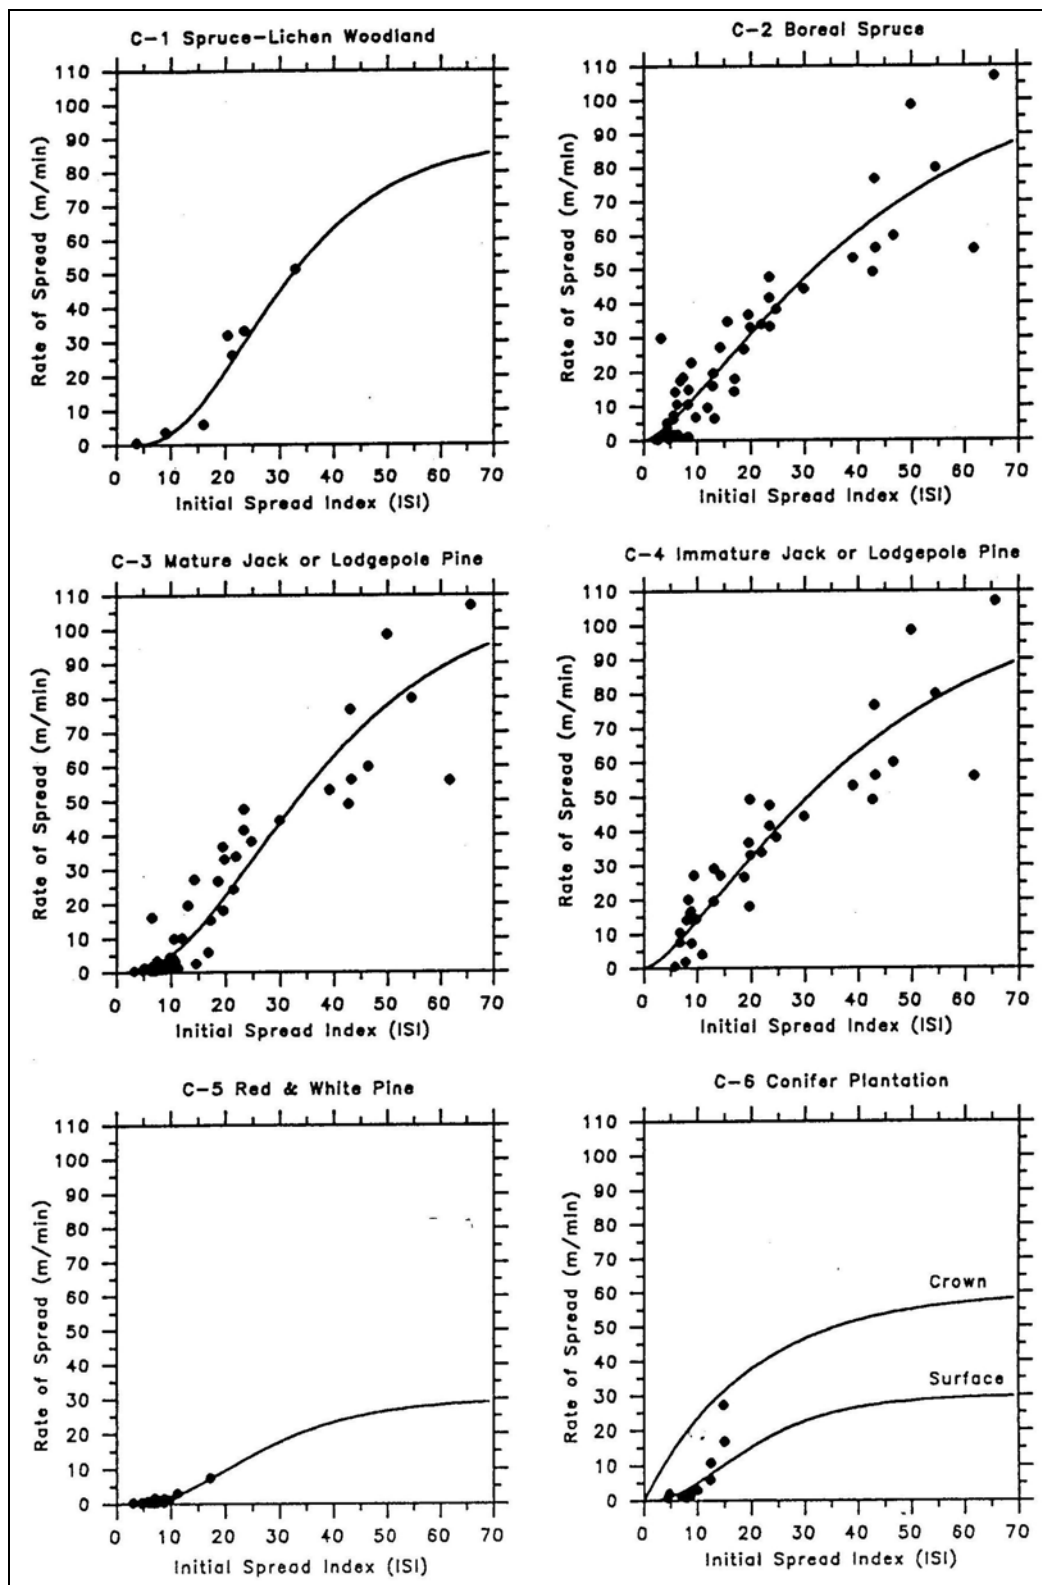 C-1 Spruce-Lichen Woodland
110
100
90
80
70
60
50
40
30
20
10
0
Rate of Spread (m/min)
0 10 20 30 40 50 60 70
Initial Spread Index (ISI)
C-2 Boreal Spruce
110
100
90
80
70
60
50
40
30
20
10
0
Rate of Spread (m/min)
0 10 20 30 40 50 60 70
Initial Spread Index (ISI)
C-3 Mature Jack or Lodgepole Pine
110
100
90
80
70
60
50
40
30
20
10
0
Rate of Spread (m/min)
0 10 20 30 40 50 60 70
Initial Spread Index (ISI)
C-4 Immature Jack or Lodgepole Pine
110
100
90
80
70
60
50
40
30
20
10
0
Rate of Spread (m/min)
0 10 20 30 40 50 60 70
Initial Spread Index (ISI)
C-5 Red & White Pine
110
100
90
80
70
60
50
40
30
20
10
0
Rate of Spread (m/min)
0 10 20 30 40 50 60 70
Initial Spread Index (ISI)
C-6 Conifer Plantation
110
100
90
80
70
60
50
40
30
20
10
0
Rate of Spread (m/min)
Crown
Surface
0 10 20 30 40 50 60 70
Initial Spread Index (ISI)